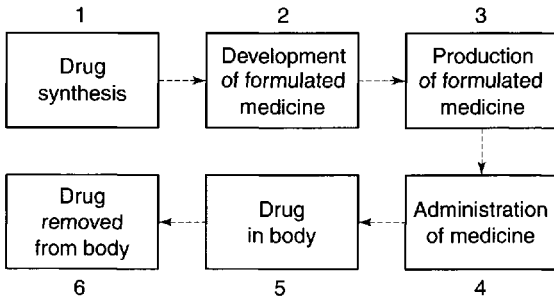 1
Drug
synthesis
2
Development
of formulated
medicine
3
Production
of formulated
medicine
Administration
of medicine
4
Drug
in body
5
Drug
removed
from body
6